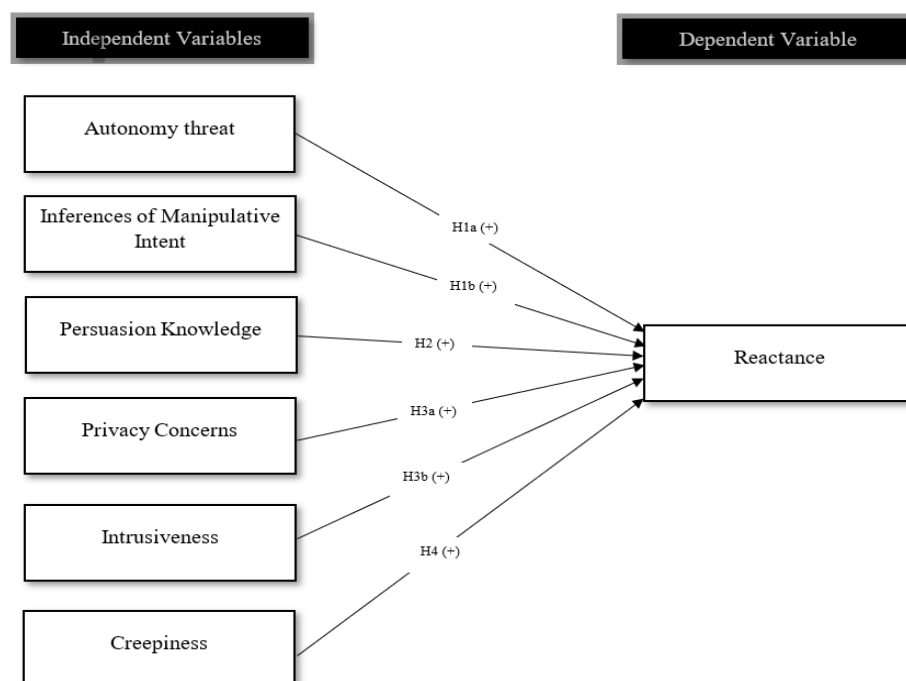 Independent Variables
Dependent Variable
Autonomy threat
Inferences of Manipulative
Intent
Persuasion Knowledge
Privacy Concerns
Intrusiveness
Creepiness
H1a (+)
H1b (+)
H2 (+)
H3a (+)
H3b (+)
H4 (+)
Reactance